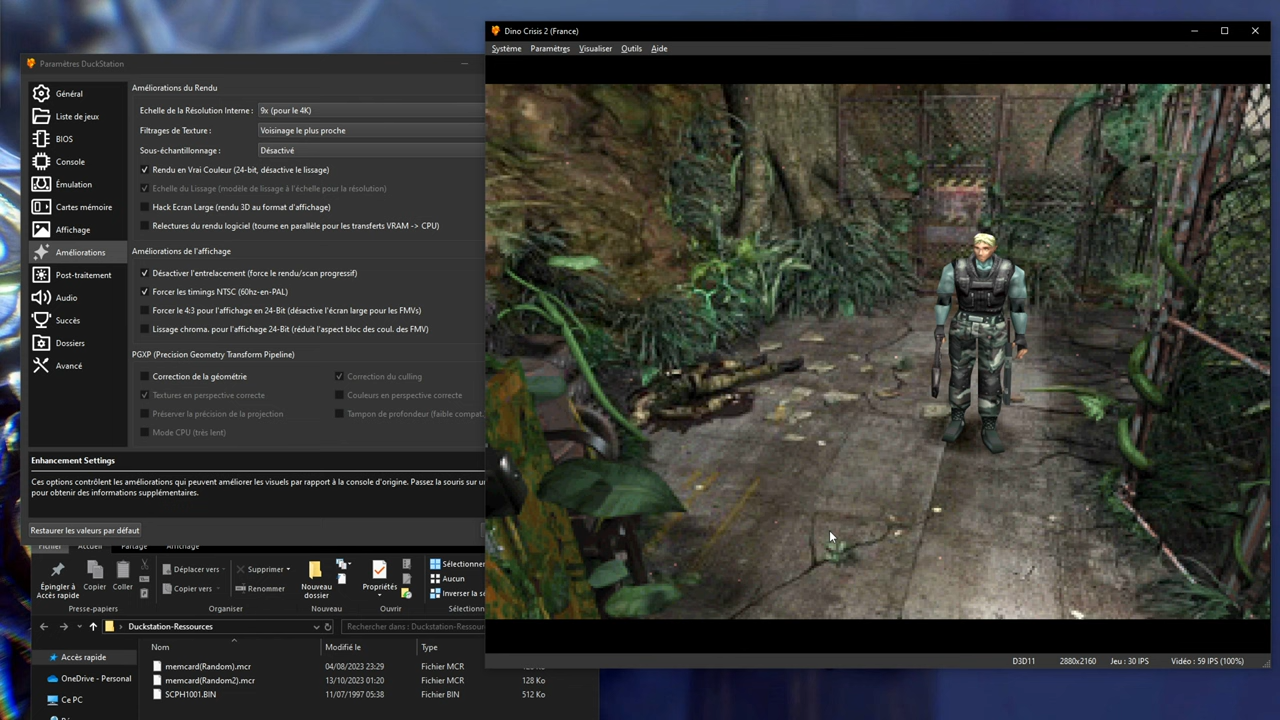 Paramètres DuckStation
Général
Liste de jeux
BIOS
Console
Émulation
Cartes mémoire
Affichage
Améliorations
Post-traitement
Audio
Succès
Dossiers
Avancé
Améliorations du Rendu
Echelle de la Résolution Interne : 9x (pour le 4K)
Filtrages de Texture : Voisinage le plus proche
Sous-échantillonnage : Désactivé
Rendu en Vrai Couleur (24-bit, désactive le lissage)
Echelle du Lissage (modèle de lissage à l'échelle pour la résolution)
Hack Ecran Large (rendu 3D au format d'affichage)
Relectures du rendu logiciel (tourne en parallèle pour les transferts VRAM -> CPU)
Améliorations de l'affichage
Désactiver l'entrelacement (force le rendu/scan progressif)
Forcer les timings NTSC (60hz-en-PAL)
Forcer le 4:3 pour l'affichage en 24-Bit (désactive l'écran large pour les FMVs)
Lissage chroma. pour l'affichage 24-Bit (réduit l'aspect bloc des coul. des FMV)
PGXP (Precision Geometry Transform Pipeline)
Correction de la géométrie Correction du culling
Textures en perspective correcte Couleurs en perspective correcte
Préserver la précision de la projection Tampon de profondeur (faible compat.
Mode CPU (très lent)
Enhancement Settings
Ces options contrôlent les améliorations qui peuvent améliorer les visuels par rapport à la console d'origine. Passez la souris sur
pour obtenir des informations supplémentaires.
Restaurer les valeurs par défaut
Dino Crisis 2 (France)
Système Paramètres Visualiser Outils Aide
D3D11 2880x2160 Jeu : 30 IPS Vidéo : 59 IPS (100%)
Fichier Accueil Partage Affichage
Épingler à
Accès rapide
Copier
Coller
Presse-papiers
Déplacer vers
Copier vers
Supprimer
Renommer
Organiser
Nouveau
dossier
Nouveau
Propriétés
Ouvrir
Sélectionner
Aucun
Inverser la se
Sélection
Duckstation-Ressources
Rechercher dans : Duckstation-Ressour
Accès rapide
OneDrive - Personal
Ce PC
Nom Modifié le Type
memcard(Random).mcr 04/08/2023 23:29 Fichier MCR
memcard(Random2).mcr 13/10/2023 01:20 Fichier MCR 128 Ko
SCPH1001.BIN 11/07/1997 05:38 Fichier BIN 512 Ko